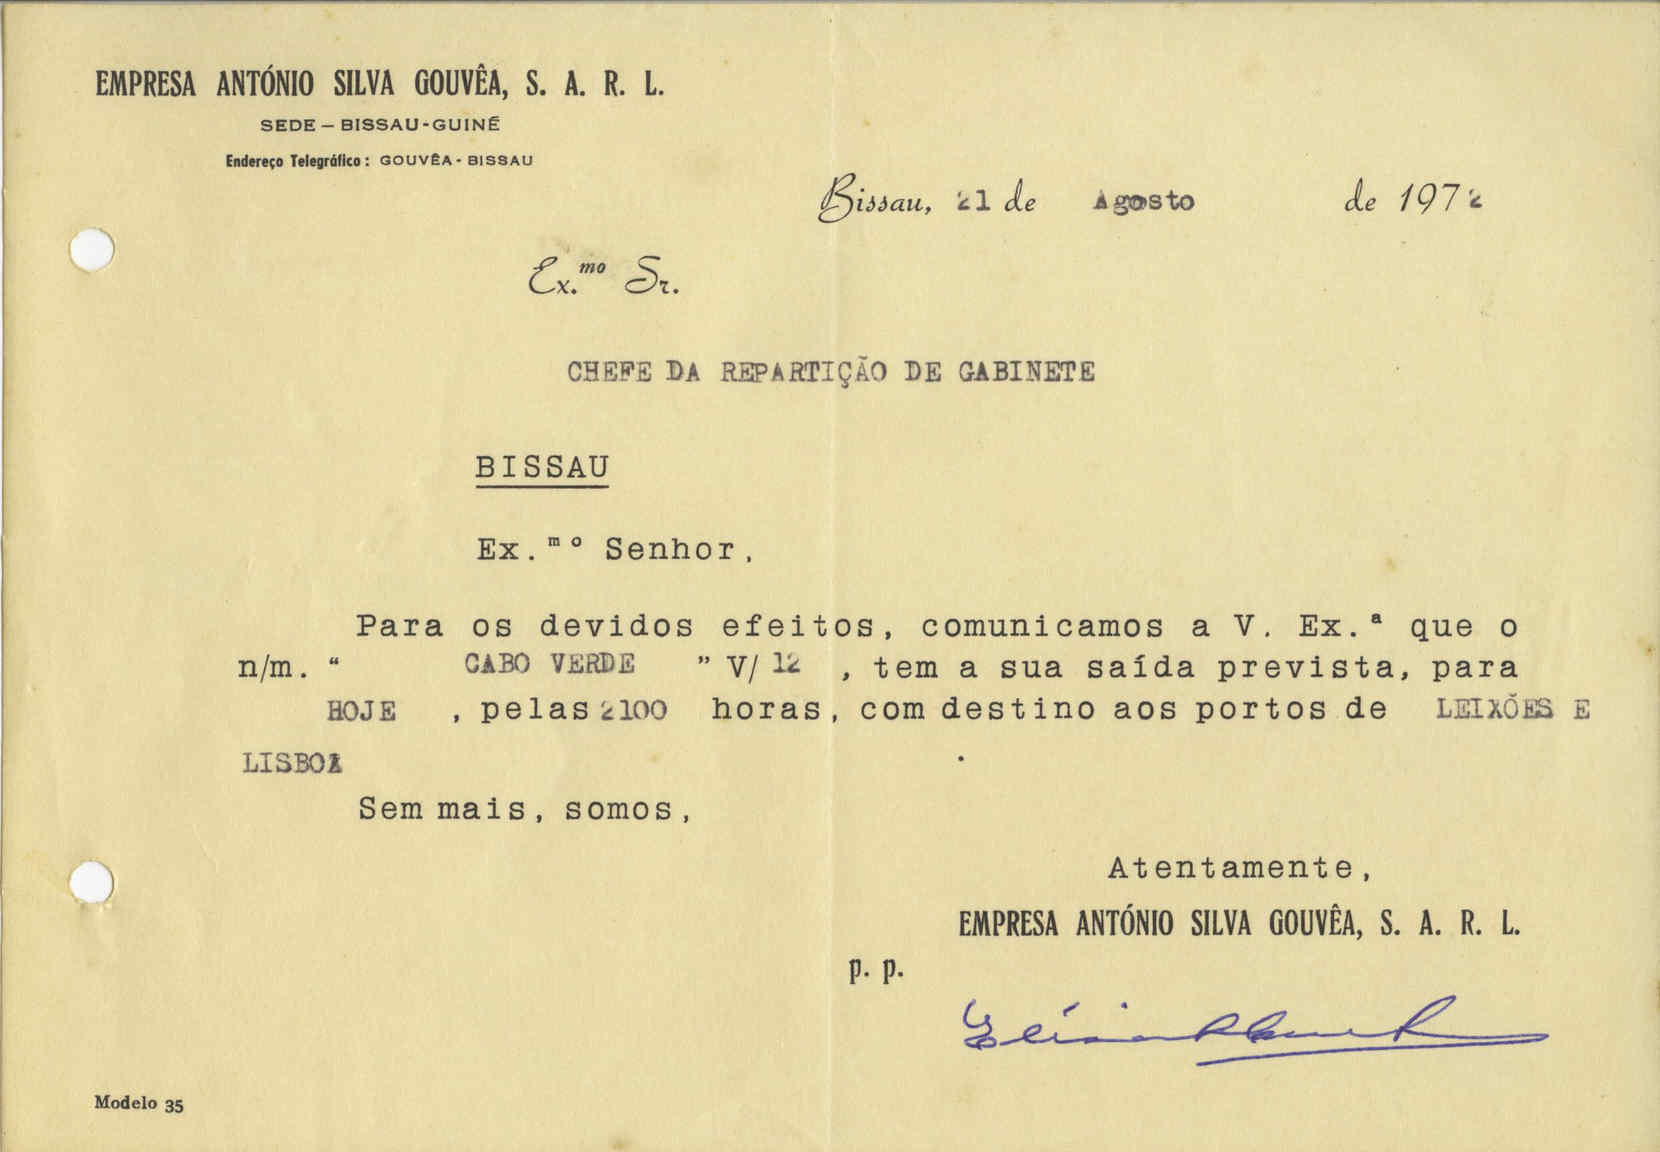 EMPRESA ANTÓNIO SILVA GOUVÊA, S. A. R. L.
SEDE – BISSAU-GUINÉ
Endereço Telegráfico : GOUVÊA - BISSAU
Bissau, 21 de Agosto de 1972
Ex.mo Sr.
CHEFE DA REPARTIÇÃO DE GABINETE
BISSAU
Ex.mo Senhor,
Para os devidos efeitos, comunicamos a V. Ex.ª que o
n/m. “ CABO VERDE ” V/ 12 , tem a sua saída prevista, para
HOJE , pelas 2100 horas, com destino aos portos de LEIXÕES E
LISBOA .
Sem mais, somos,
Atentamente,
EMPRESA ANTÓNIO SILVA GOUVÊA, S. A. R. L.
p. p.
Modelo 35